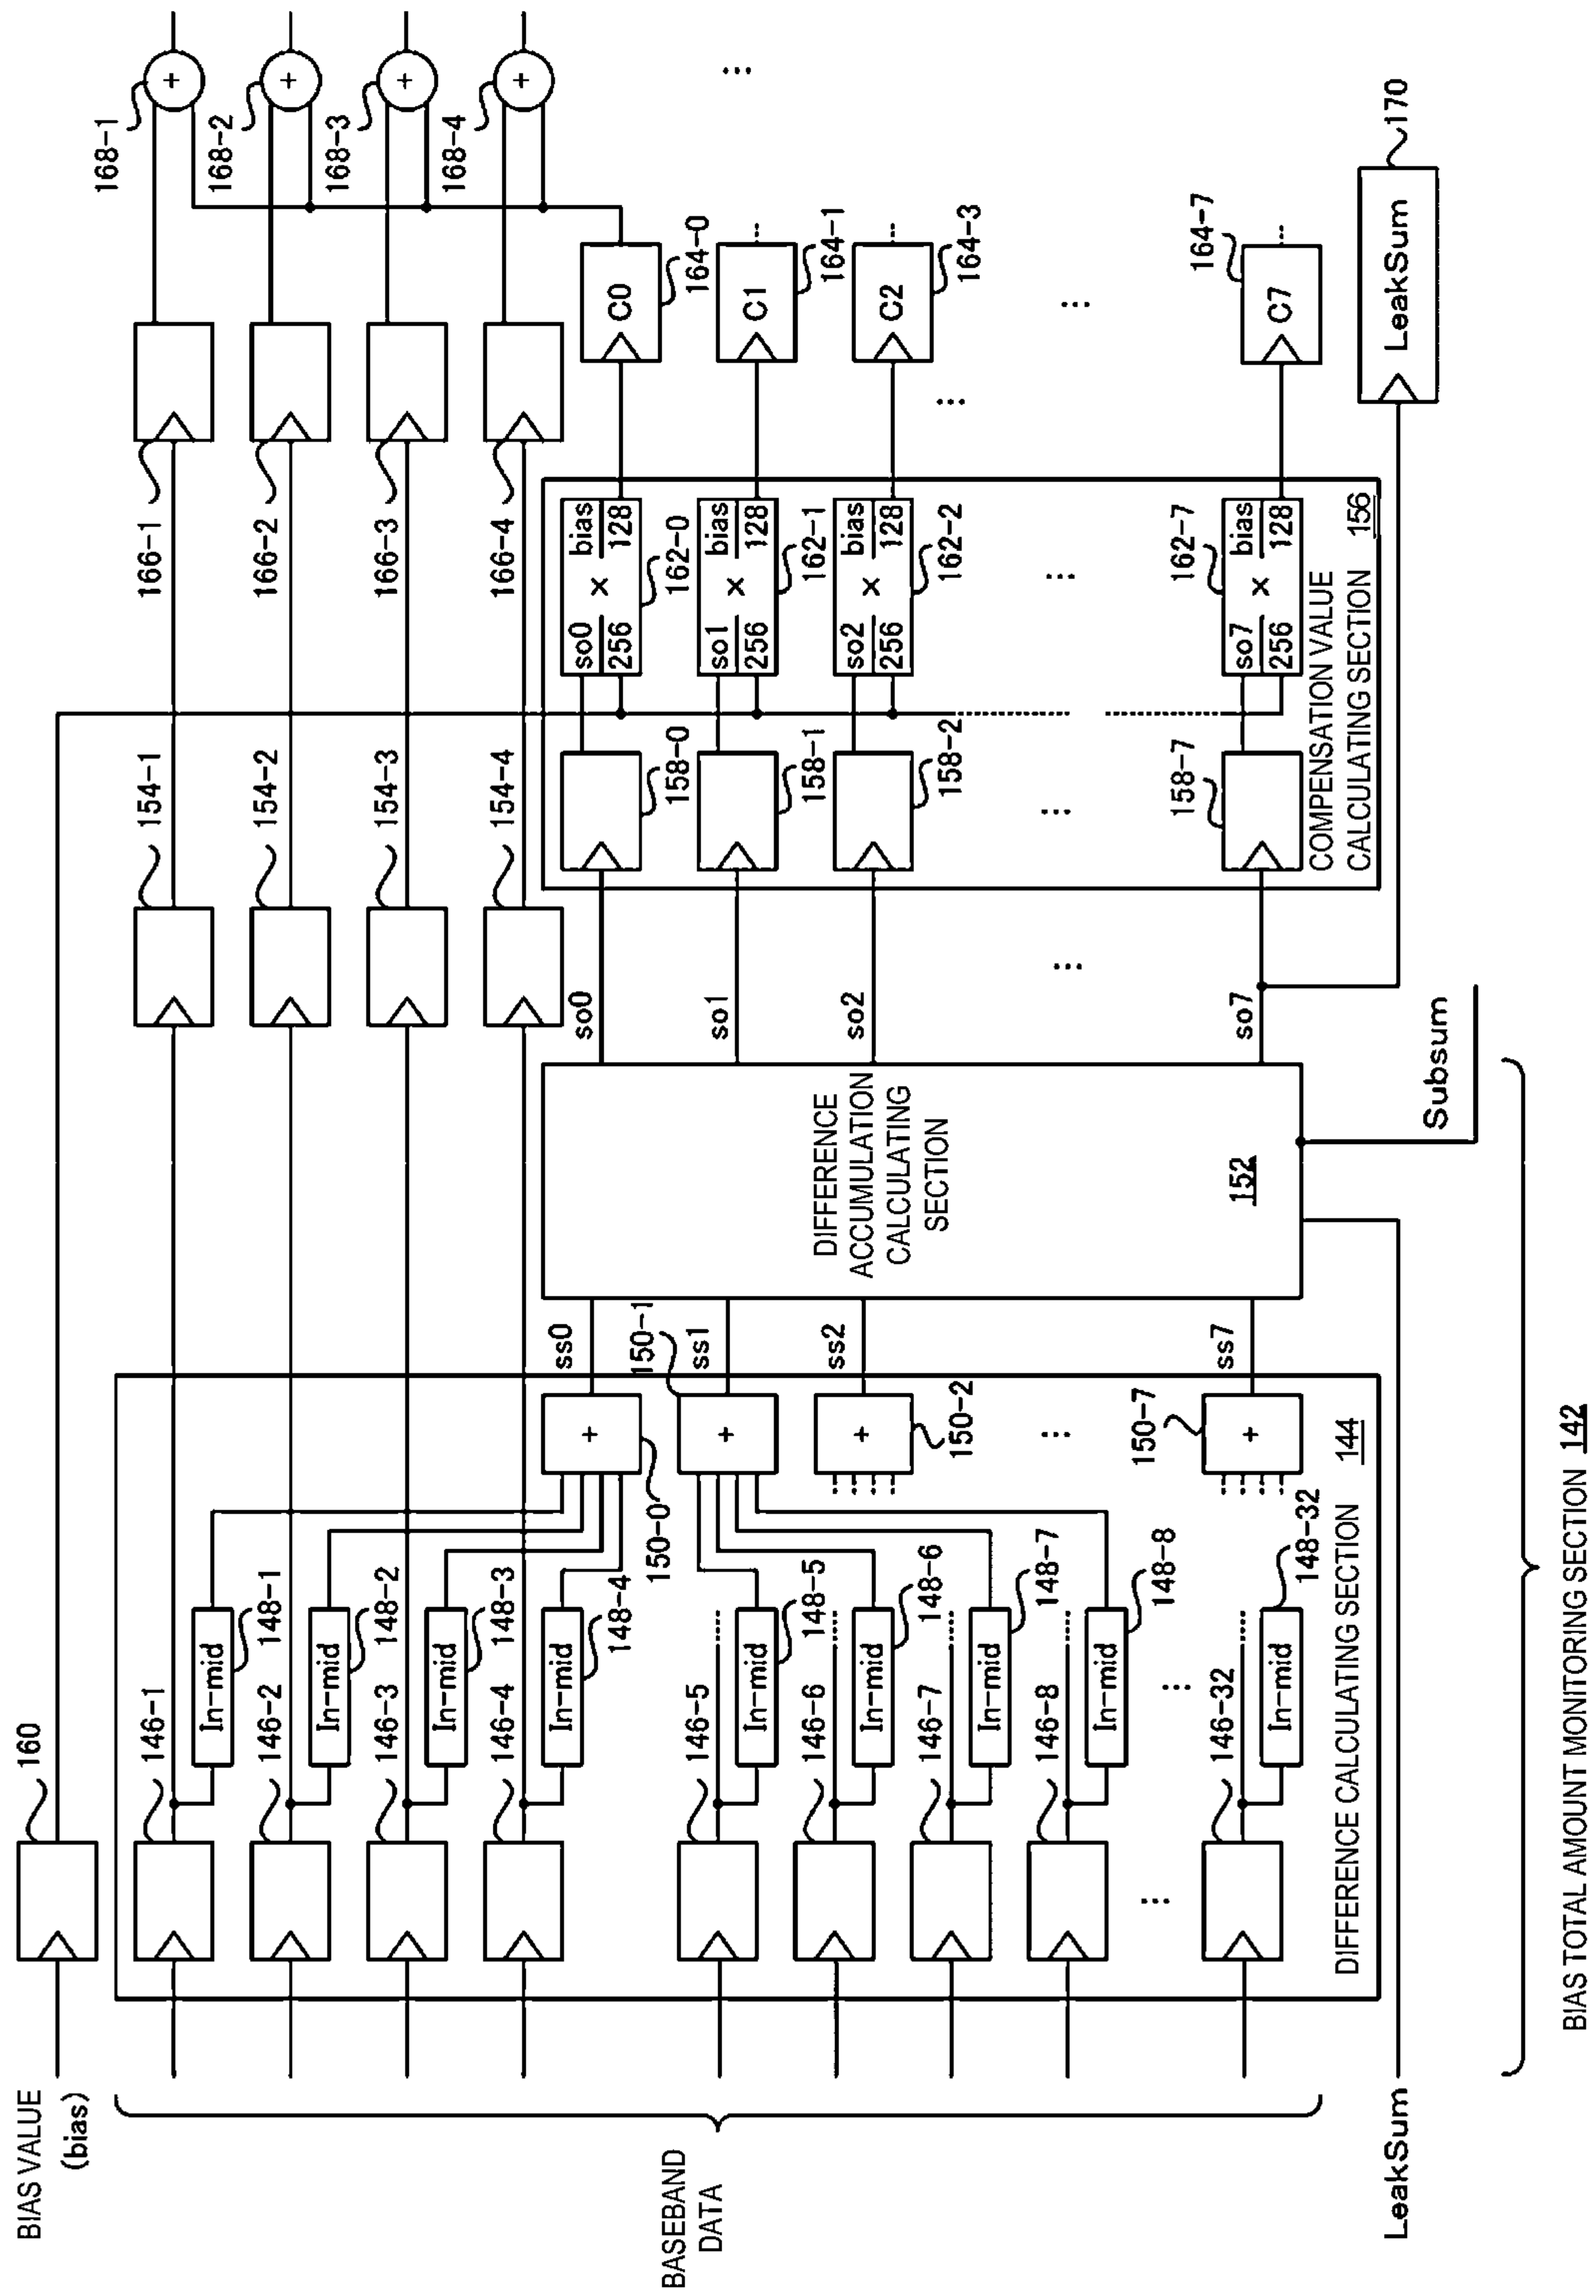 BIAS VALUE
(bias)
160
BASEBAND
DATA
LeakSum
146-1
146-2
146-3
146-4
146-5
146-6
146-7
146-8
...
146-32
In-mid
148-1
In-mid
148-2
In-mid
148-3
In-mid
148-4
In-mid
148-5
In-mid
148-6
In-mid
148-7
In-mid
148-8
...
In-mid
148-32
+
150-0
+
150-1
+
150-2
...
+
150-7
DIFFERENCE CALCULATING SECTION
144
ss0
ss1
ss2
ss7
DIFFERENCE
ACCUMULATION
CALCULATING
SECTION
152
Subsum
BIAS TOTAL AMOUNT MONITORING SECTION 142
so0
so1
so2
...
so7
154-1
154-2
154-3
154-4
158-0
158-1
158-2
...
158-7
so0 bias
×
256 128
162-0
so1 bias
×
256 128
162-1
so2 bias
×
256 128
162-2
...
so7 bias
×
256 128
162-7
COMPENSATION VALUE
CALCULATING SECTION
156
166-1
166-2
166-3
166-4
...
C0
164-0
C1
164-1
C2
164-3
...
C7
164-7
LeakSum
170
168-1
+
168-2
+
168-3
+
168-4
+
...